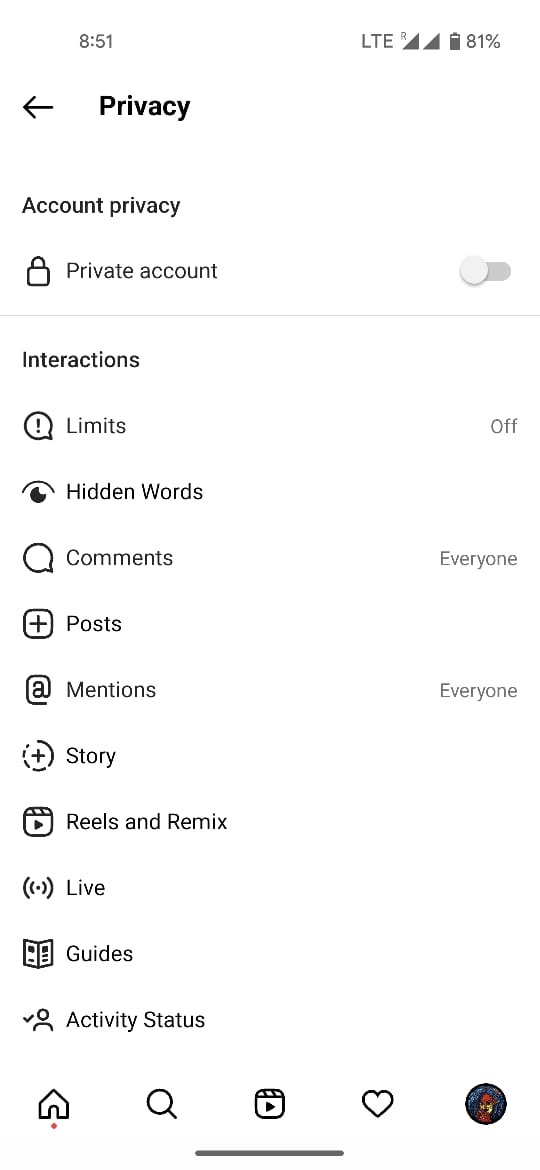 8:51 LTE R 81%
Privacy
Account privacy
Private account
Interactions
Limits Off
Hidden Words
Comments Everyone
Posts
Mentions Everyone
Story
Reels and Remix
Live
Guides
Activity Status